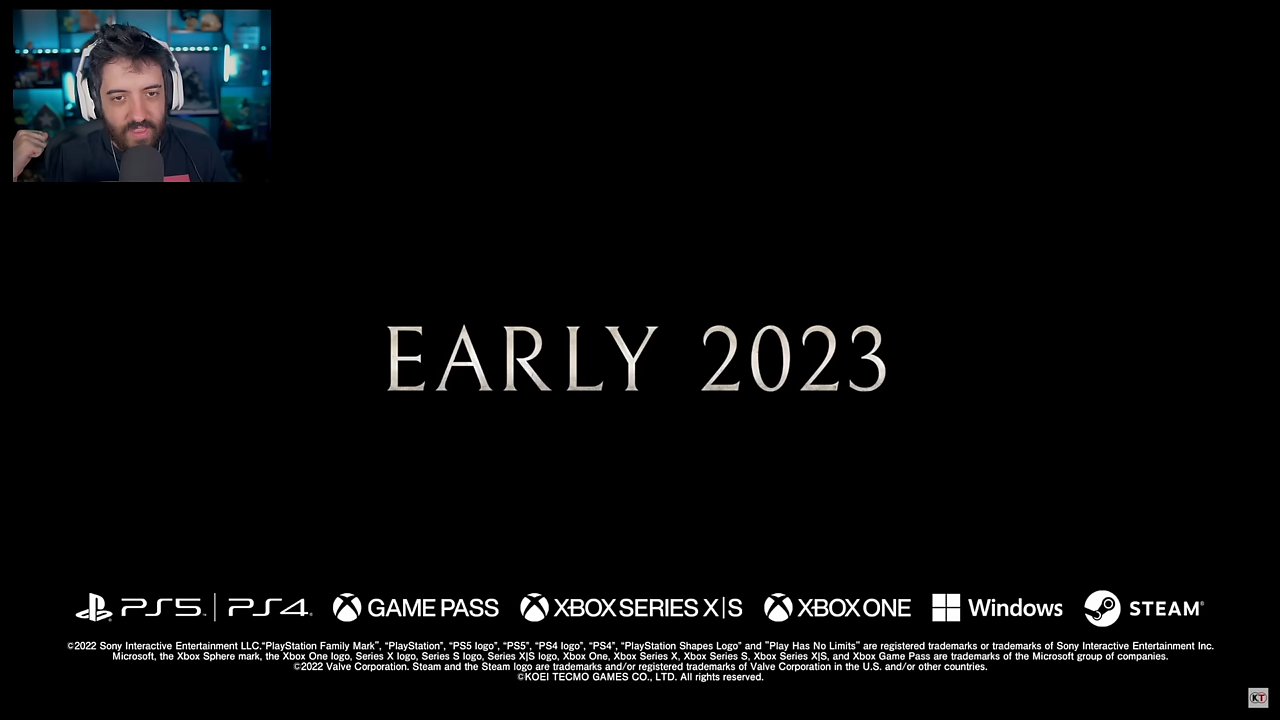 EARLY 2023
PS5 | PS4 GAME PASS XBOX SERIES X|S XBOX ONE Windows STEAM®
©2022 Sony Interactive Entertainment LLC.“PlayStation Family Mark”, “PlayStation”, “PS5 logo”, “PS5”, “PS4 logo”, “PS4”, “PlayStation Shapes Logo” and ”Play Has No Limits” are registered trademarks or trademarks of Sony Interactive Entertainment Inc.
Microsoft, the Xbox Sphere mark, the Xbox One logo, Series X logo, Series S logo, Series X|S logo, Xbox One, Xbox Series X, Xbox Series S, Xbox Series X|S, and Xbox Game Pass are trademarks of the Microsoft group of companies.
©2022 Valve Corporation. Steam and the Steam logo are trademarks and/or registered trademarks of Valve Corporation in the U.S. and/or other countries.
©KOEI TECMO GAMES CO., LTD. All rights reserved.
KT